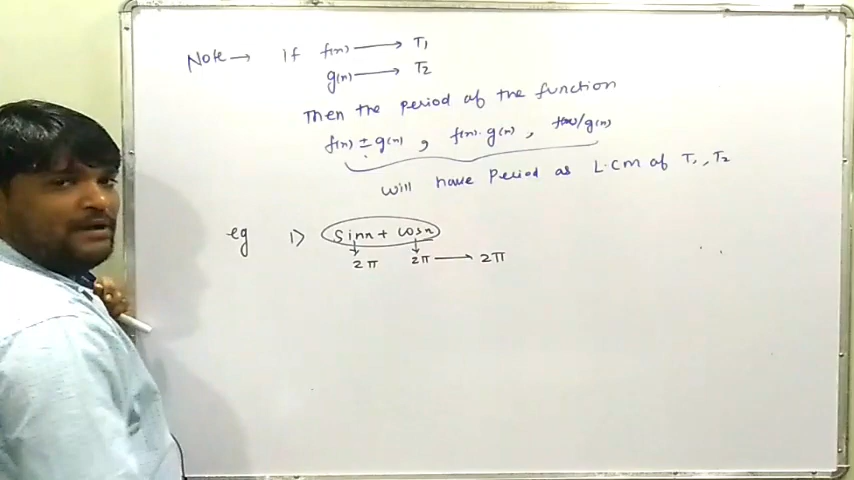 Note → If f(x) → T₁
g(x) → T₂
Then the period of the function
f(x) ± g(x) , f(x) · g(x) , f(x)/g(x)
will have Period as L.C.M of T₁, T₂
eg 1) sinx + cosx
2π 2π → 2π